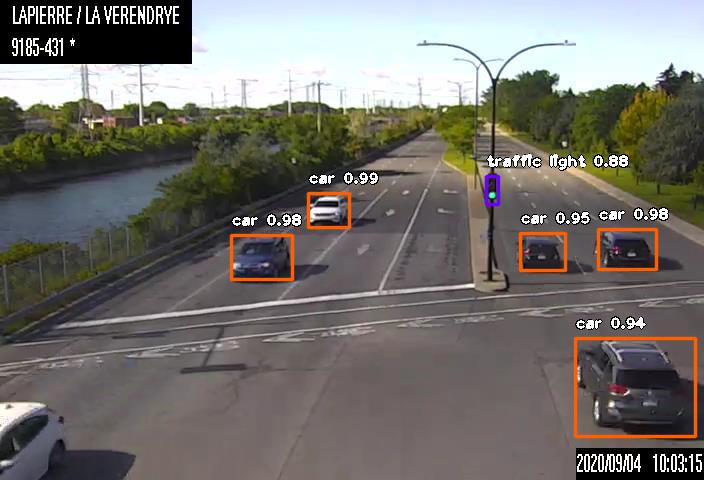 LAPIERRE / LA VERENDRYE
9185-431 *
traffic light 0.88
car 0.99
car 0.98
car 0.95
car 0.98
car 0.94
2020/09/04 10:03:15